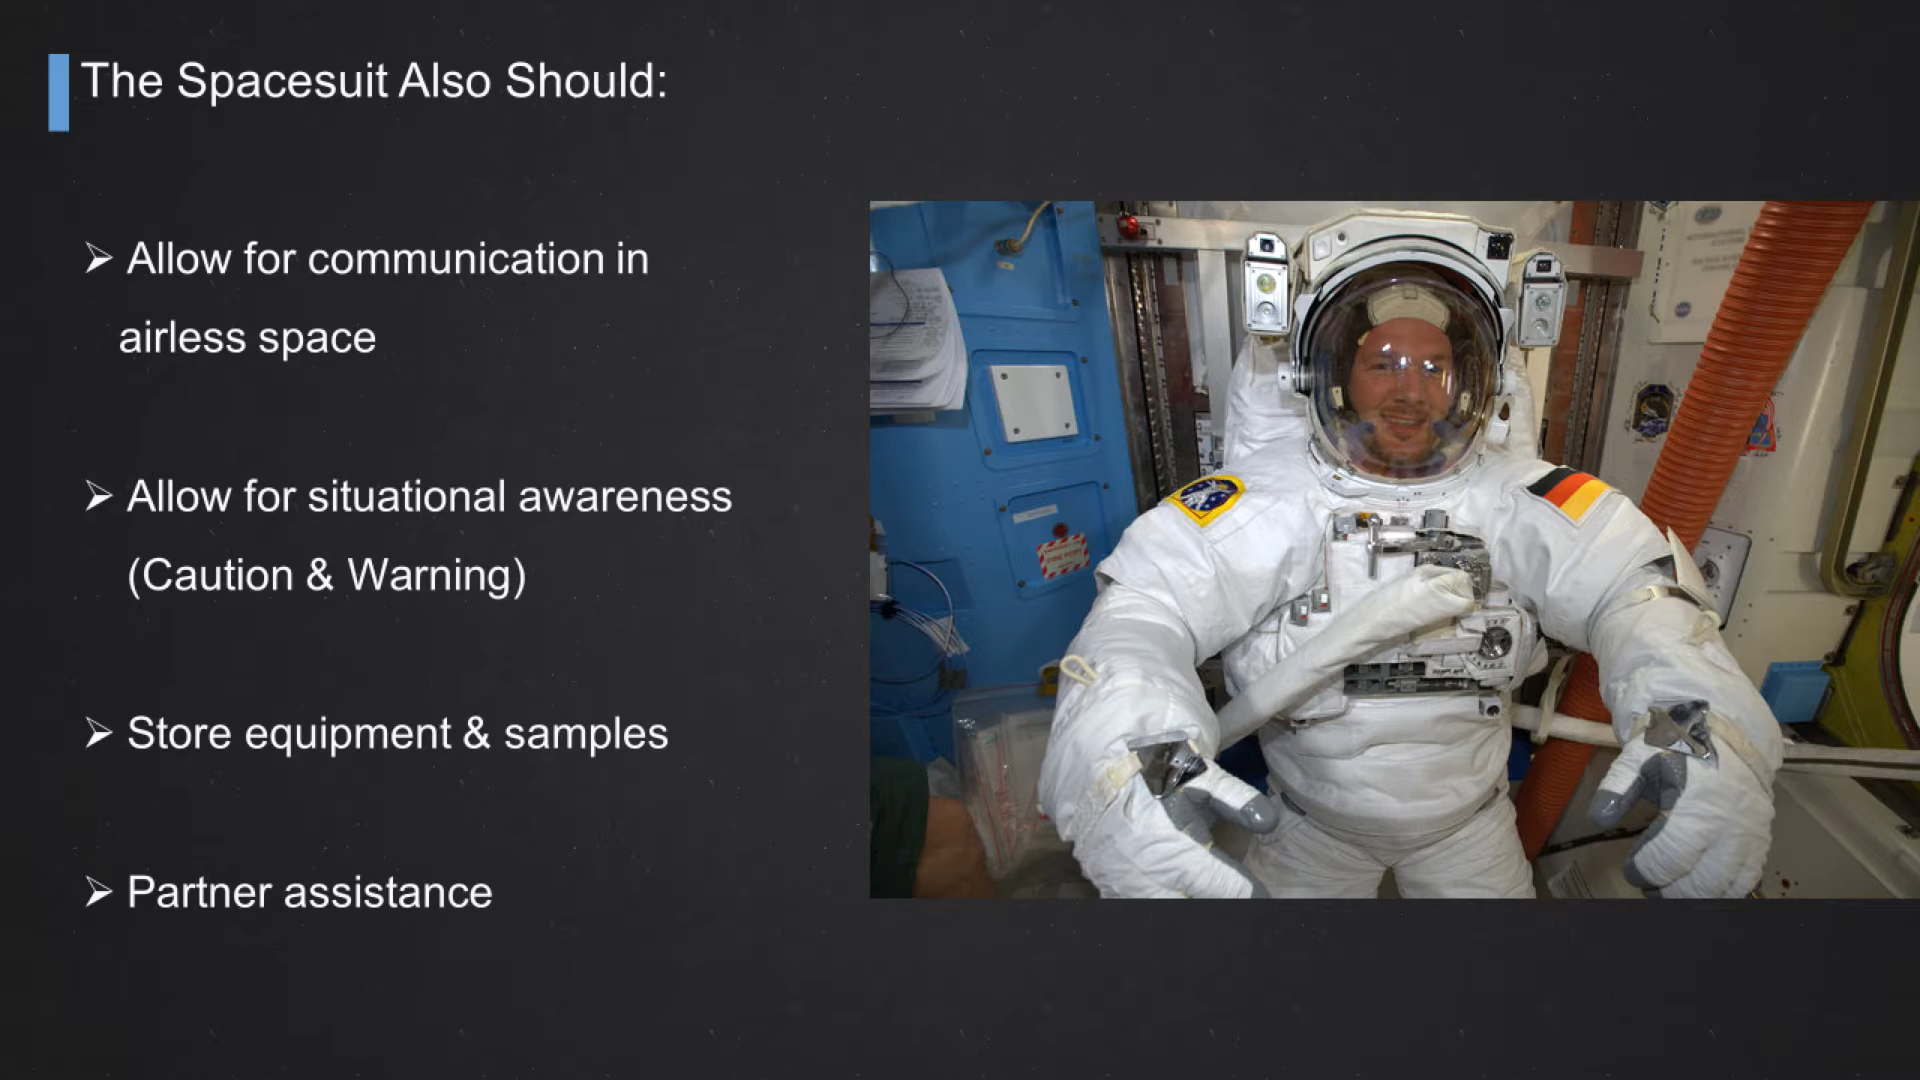 The Spacesuit Also Should:
➢ Allow for communication in
airless space
➢ Allow for situational awareness
(Caution & Warning)
➢ Store equipment & samples
➢ Partner assistance